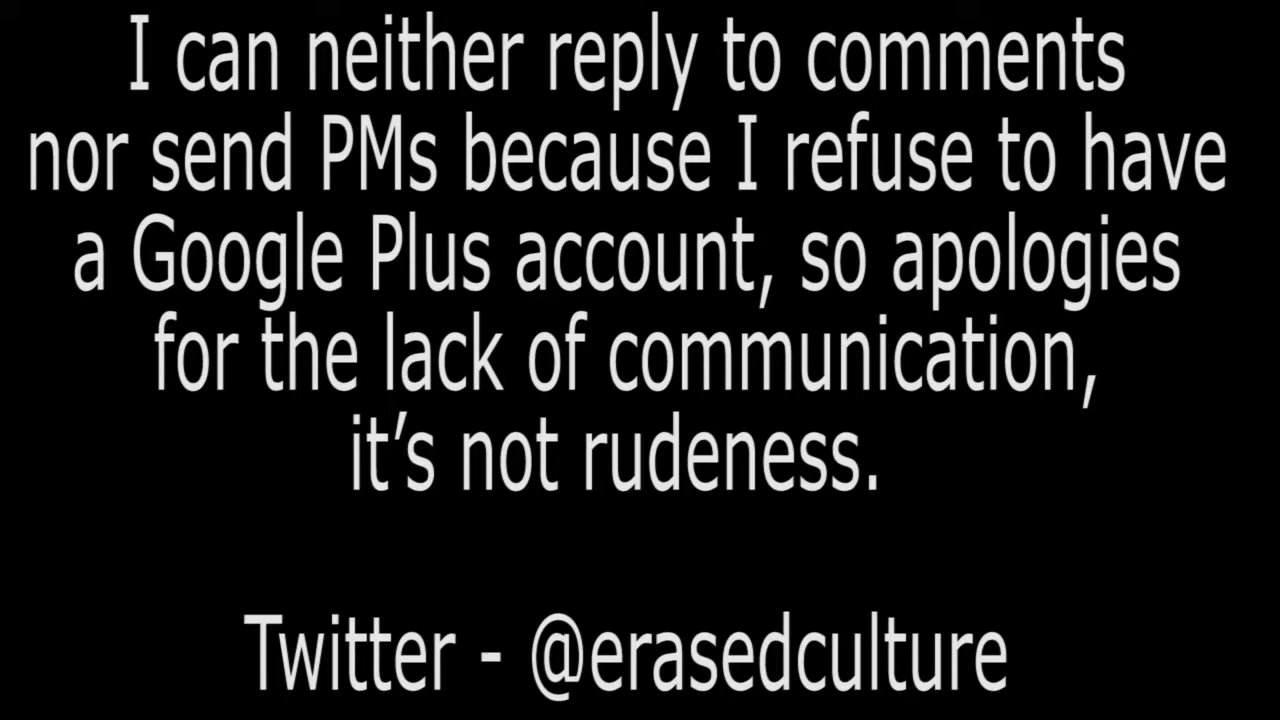 I can neither reply to comments
nor send PMs because I refuse to have
a Google Plus account, so apologies
for the lack of communication,
it’s not rudeness.
Twitter - @erasedculture